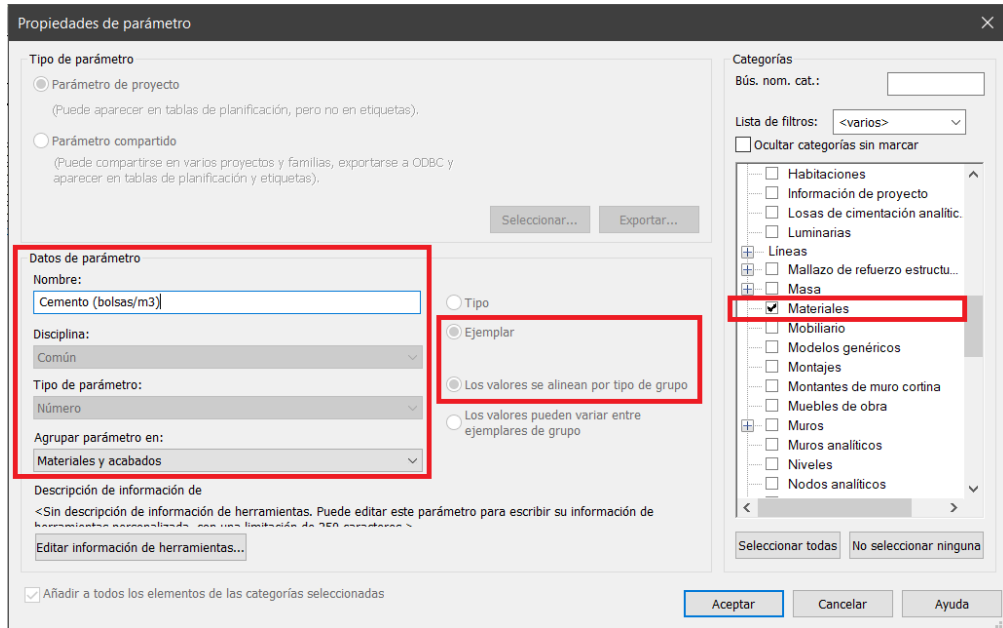 Propiedades de parámetro
Tipo de parámetro
Parámetro de proyecto
(Puede aparecer en tablas de planificación, pero no en etiquetas).
Parámetro compartido
(Puede compartirse en varios proyectos y familias, exportarse a ODBC y
aparecer en tablas de planificación y etiquetas).
Seleccionar...
Exportar...
Datos de parámetro
Nombre:
Cemento (bolsas/m3)
Disciplina:
Común
Tipo de parámetro:
Número
Agrupar parámetro en:
Materiales y acabados
Tipo
Ejemplar
Los valores se alinean por tipo de grupo
Los valores pueden variar entre
ejemplares de grupo
Descripción de información de
<Sin descripción de información de herramientas. Puede editar este parámetro para escribir su información de
herramientas personalizada, con una limitación de 250 caracteres.>
Editar información de herramientas...
Añadir a todos los elementos de las categorías seleccionadas
Categorías
Bús. nom. cat.:
Lista de filtros:
<varios>
Ocultar categorías sin marcar
Habitaciones
Información de proyecto
Losas de cimentación analític.
Luminarias
Líneas
Mallazo de refuerzo estructu...
Masa
Materiales
Mobiliario
Modelos genéricos
Montajes
Montantes de muro cortina
Muebles de obra
Muros
Muros analíticos
Niveles
Nodos analíticos
Seleccionar todas
No seleccionar ninguna
Aceptar
Cancelar
Ayuda